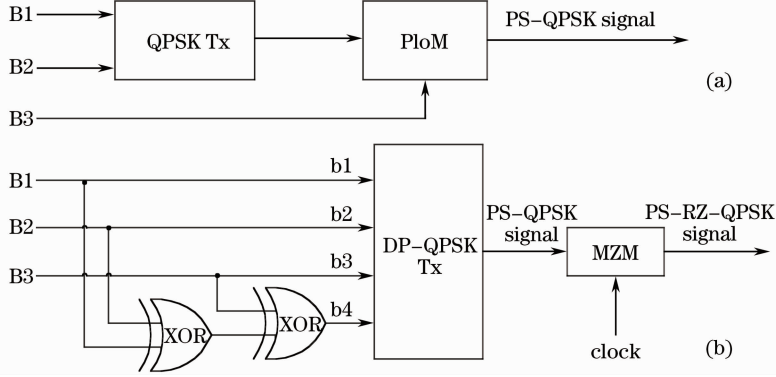 B1
QPSK Tx
PloM
PS-QPSK signal
B2
(a)
B3
B1
b1
B2
b2
DP-QPSK
Tx
PS-QPSK
signal
MZM
PS-RZ-QPSK
signal
B3
b3
XOR
XOR
b4
clock
(b)